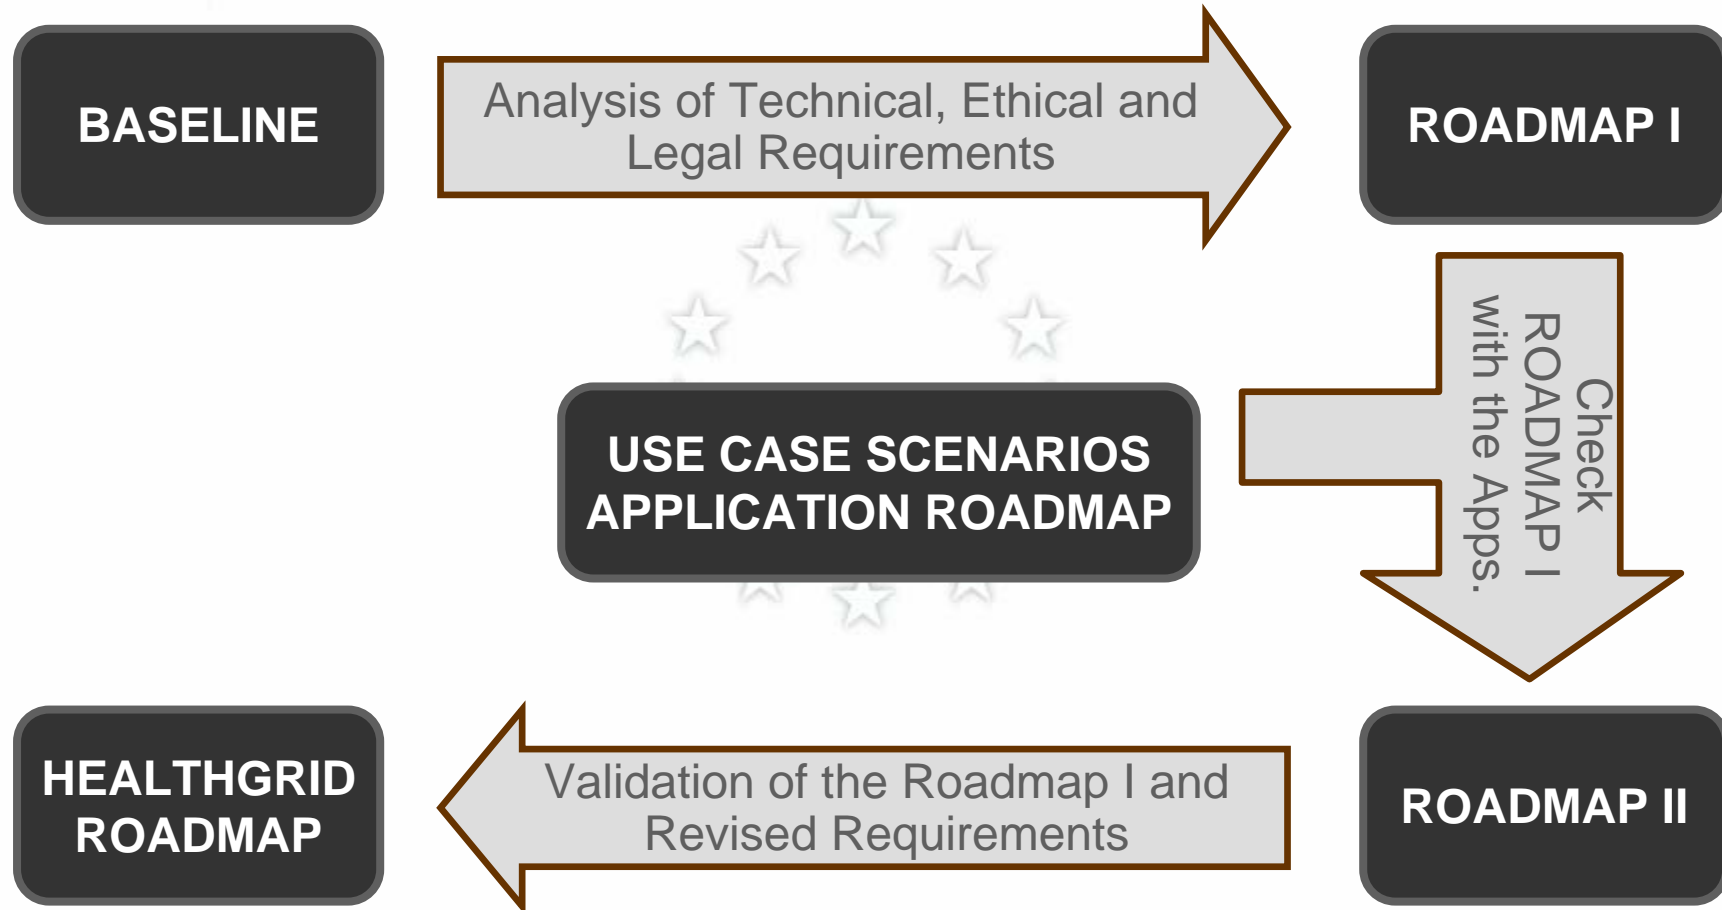 BASELINE
Analysis of Technical, Ethical and
Legal Requirements
ROADMAP I
Check
ROADMAP I
with the Apps.
USE CASE SCENARIOS
APPLICATION ROADMAP
HEALTHGRID
ROADMAP
Validation of the Roadmap I and
Revised Requirements
ROADMAP II